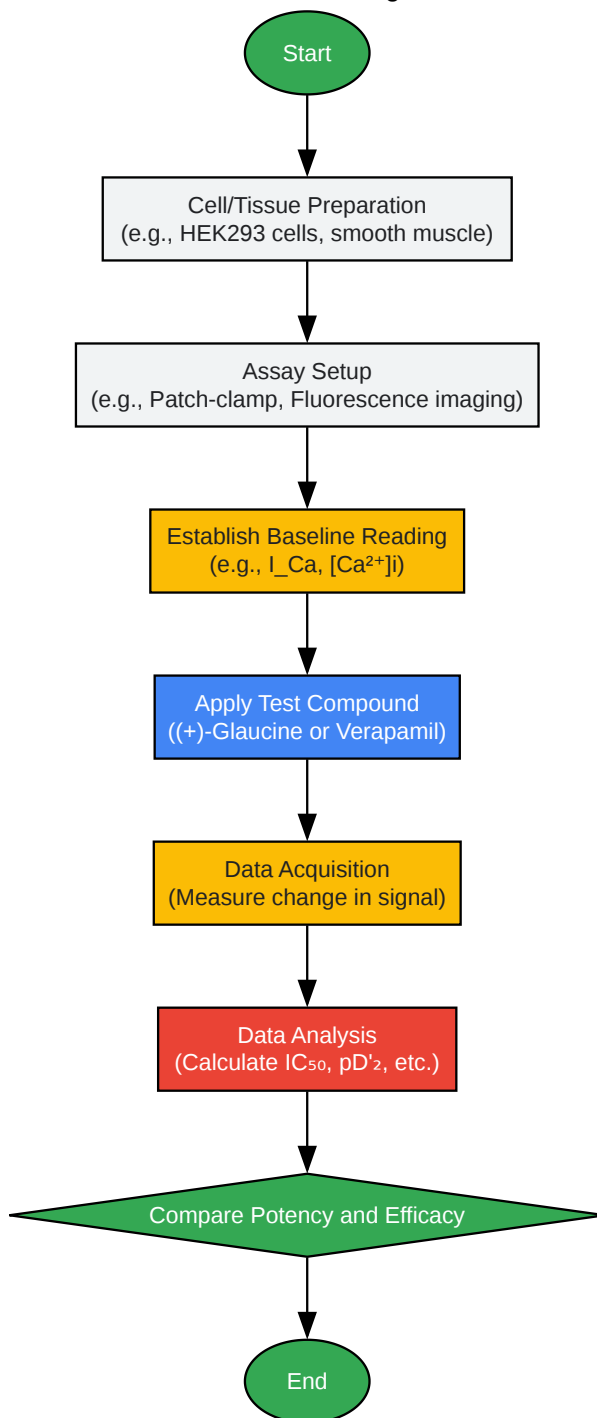 Start
Cell/Tissue Preparation
(e.g., HEK293 cells, smooth muscle)
Assay Setup
(e.g., Patch-clamp, Fluorescence imaging)
Establish Baseline Reading
(e.g., I_Ca, [Ca²⁺]i)
Apply Test Compound
((+)-Glaucine or Verapamil)
Data Acquisition
(Measure change in signal)
Data Analysis
(Calculate IC₅₀, pD'₂, etc.)
Compare Potency and Efficacy
End